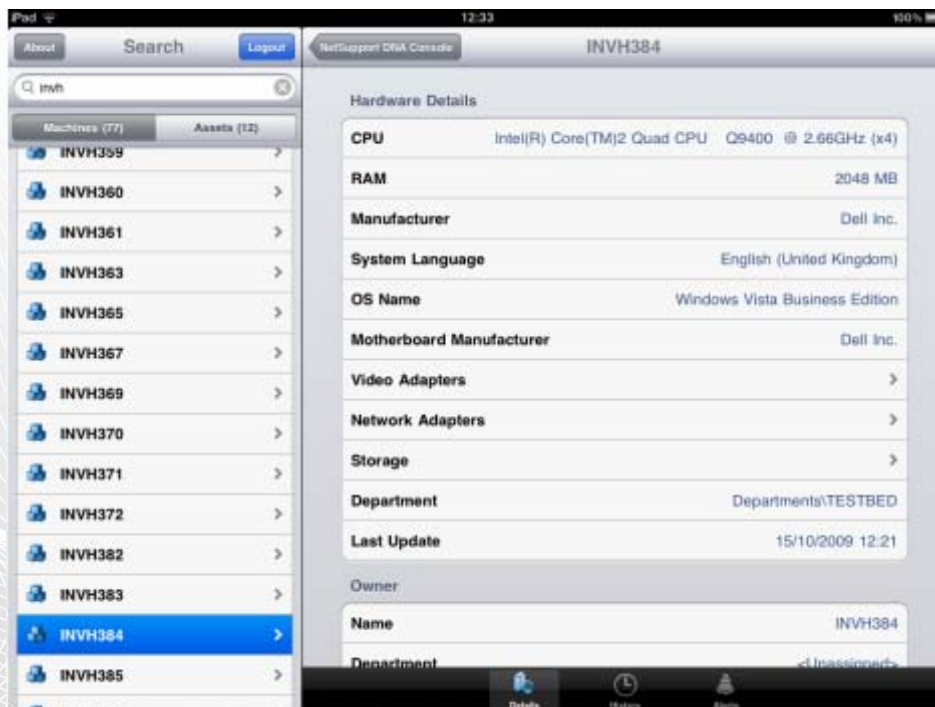 iPad 12:33 100%
About Search Logout
NetSupport DNA Console INVH384
invh
Machines (77) Assets (12)
INVH359
INVH360
INVH361
INVH363
INVH365
INVH367
INVH369
INVH370
INVH371
INVH372
INVH382
INVH383
INVH384
INVH385
Hardware Details
CPU Intel(R) Core(TM)2 Quad CPU Q9400 @ 2.66GHz (x4)
RAM 2048 MB
Manufacturer Dell Inc.
System Language English (United Kingdom)
OS Name Windows Vista Business Edition
Motherboard Manufacturer Dell Inc.
Video Adapters
Network Adapters
Storage
Department Departments\TESTBED
Last Update 15/10/2009 12:21
Owner
Name INVH384
Department <Unassigned>
Details History Alerts